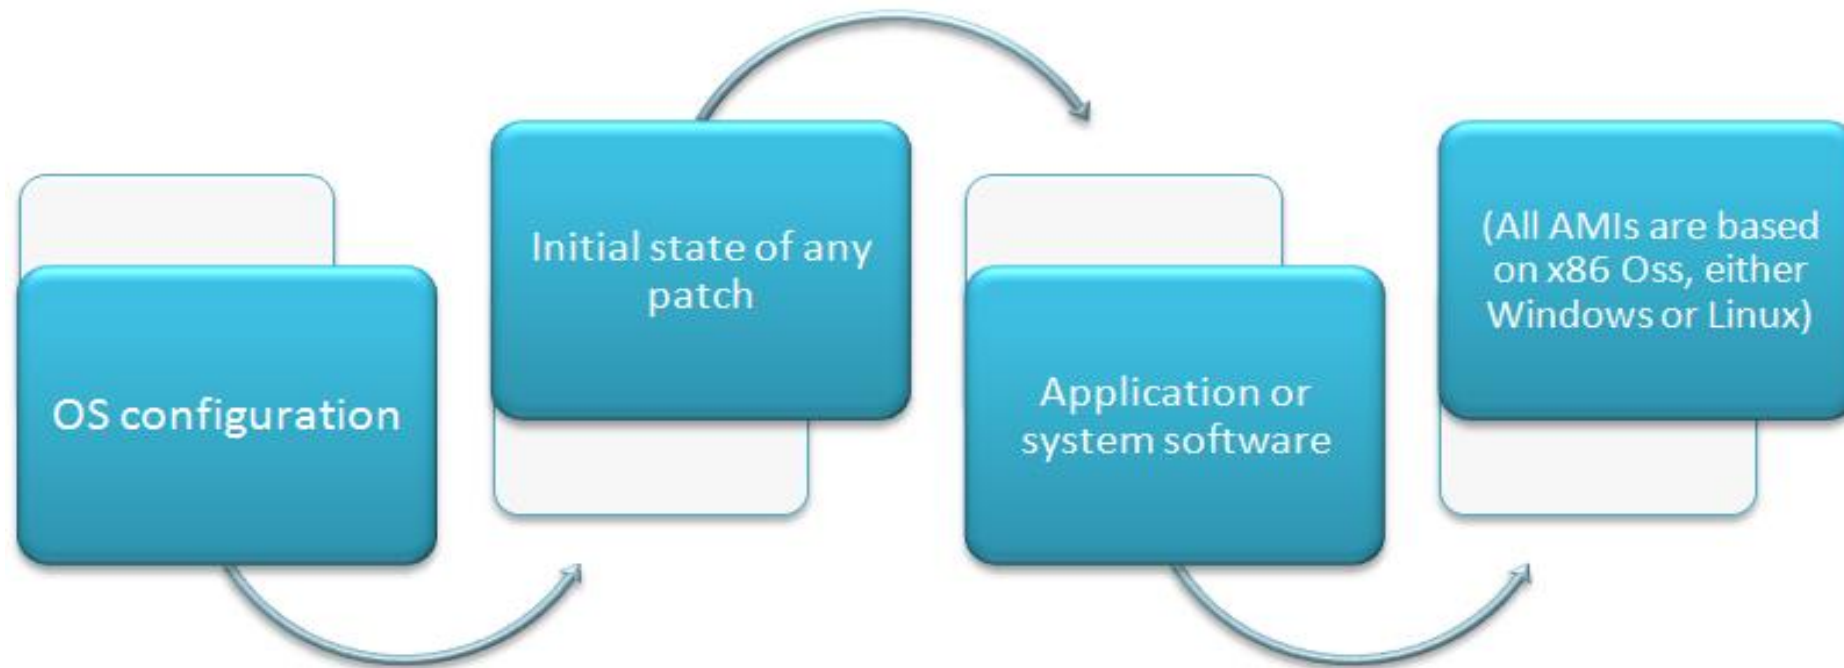 OS configuration
Initial state of any
patch
Application or
system software
(All AMIs are based
on x86 Oss, either
Windows or Linux)